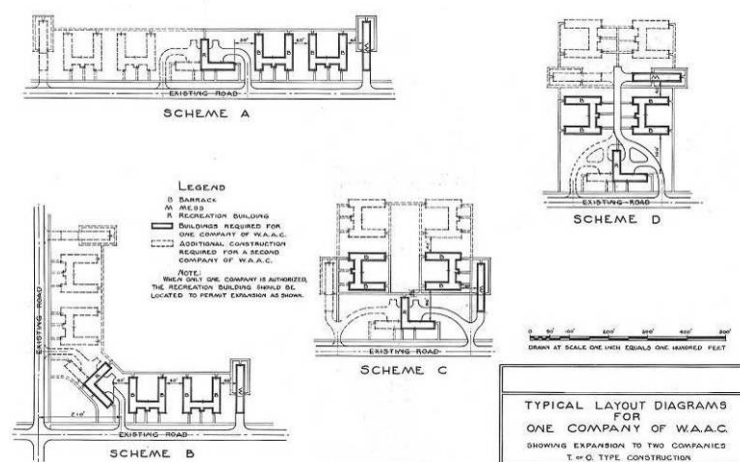 EXISTING ROAD
SCHEME A
LEGEND
B BARRACK
M MESS
R RECREATION BUILDING
BUILDINGS REQUIRED FOR
ONE COMPANY OF W.A.A.C.
ADDITIONAL CONSTRUCTION
REQUIRED FOR A SECOND
COMPANY OF W.A.A.C.
NOTE:
WHEN ONLY ONE COMPANY IS AUTHORIZED,
THE RECREATION BUILDING SHOULD BE
LOCATED TO PERMIT EXPANSION AS SHOWN.
EXISTING ROAD
210'
EXISTING ROAD
SCHEME B
EXISTING ROAD
SCHEME C
EXISTING ROAD
SCHEME D
DRAWN AT SCALE ONE INCH EQUALS ONE HUNDRED FEET
TYPICAL LAYOUT DIAGRAMS
FOR
ONE COMPANY OF W.A.A.C.
SHOWING EXPANSION TO TWO COMPANIES
T. OF O. TYPE CONSTRUCTION